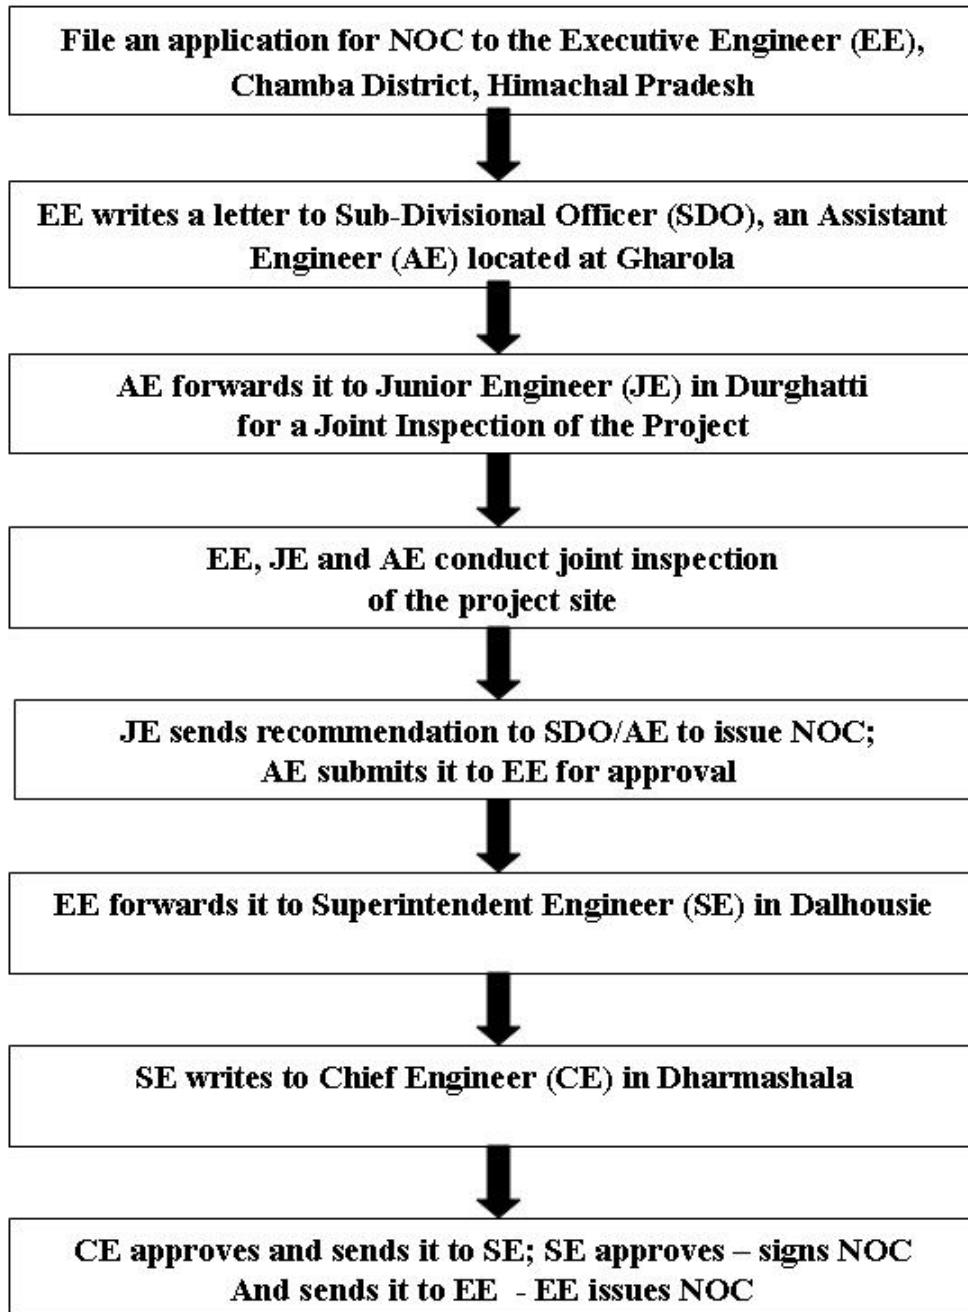 File an application for NOC to the Executive Engineer (EE),
Chamba District, Himachal Pradesh
EE writes a letter to Sub-Divisional Officer (SDO), an Assistant
Engineer (AE) located at Gharola
AE forwards it to Junior Engineer (JE) in Durghatti
for a Joint Inspection of the Project
EE, JE and AE conduct joint inspection
of the project site
JE sends recommendation to SDO/AE to issue NOC;
AE submits it to EE for approval
EE forwards it to Superintendent Engineer (SE) in Dalhousie
SE writes to Chief Engineer (CE) in Dharmashala
CE approves and sends it to SE; SE approves – signs NOC
And sends it to EE - EE issues NOC